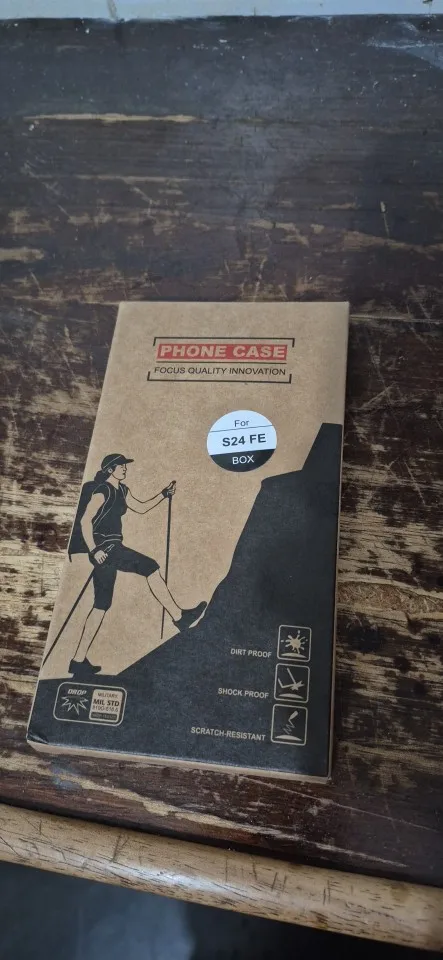 PHONE CASE
FOCUS QUALITY INNOVATION
For
S24 FE
BOX
DIRT PROOF
SHOCK PROOF
SCRATCH-RESISTANT
DROP
MILITARY
MIL STD